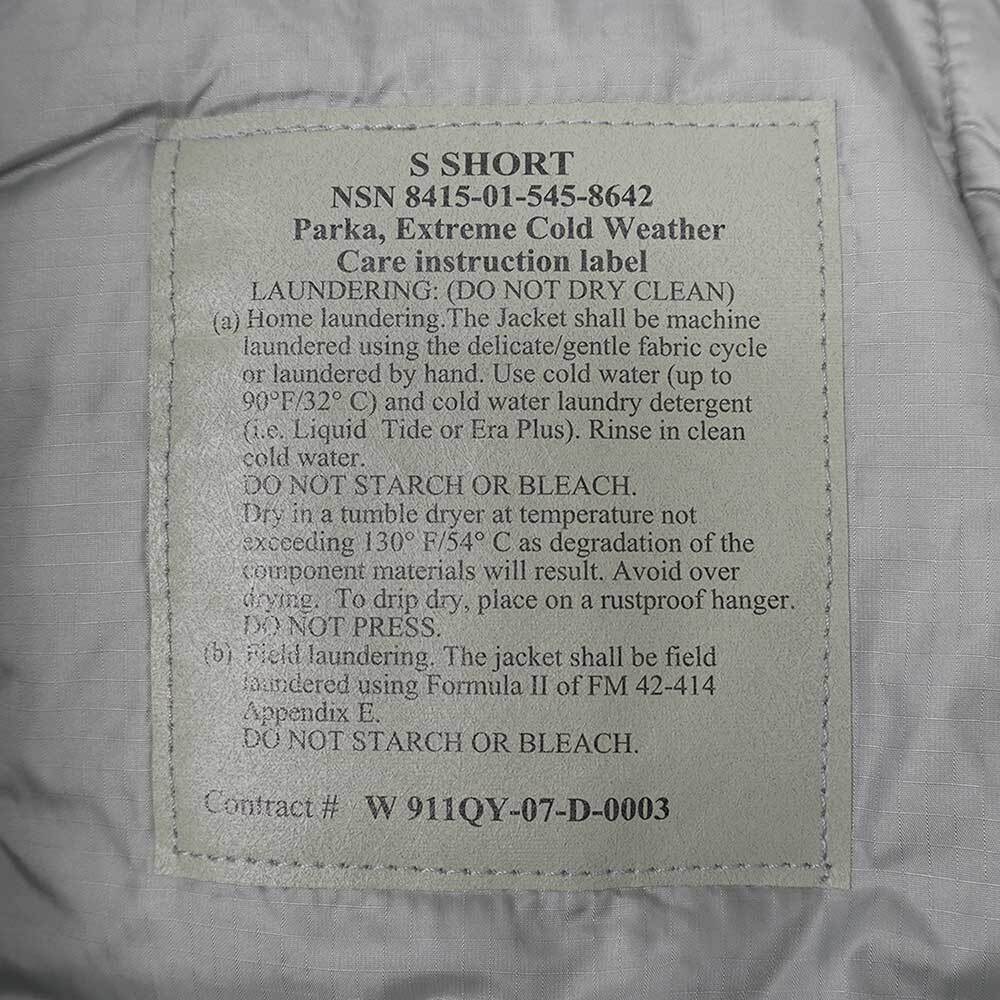 S SHORT
NSN 8415-01-545-8642
Parka, Extreme Cold Weather
Care instruction label
LAUNDERING: (DO NOT DRY CLEAN)
(a) Home laundering.The Jacket shall be machine
laundered using the delicate/gentle fabric cycle
or laundered by hand. Use cold water (up to
90°F/32° C) and cold water laundry detergent
(i.e. Liquid Tide or Era Plus). Rinse in clean
cold water.
DO NOT STARCH OR BLEACH.
Dry in a tumble dryer at temperature not
exceeding 130° F/54° C as degradation of the
component materials will result. Avoid over
drying. To drip dry, place on a rustproof hanger.
DO NOT PRESS.
(b) Field laundering. The jacket shall be field
laundered using Formula II of FM 42-414
Appendix E.
DO NOT STARCH OR BLEACH.
Contract # W 911QY-07-D-0003